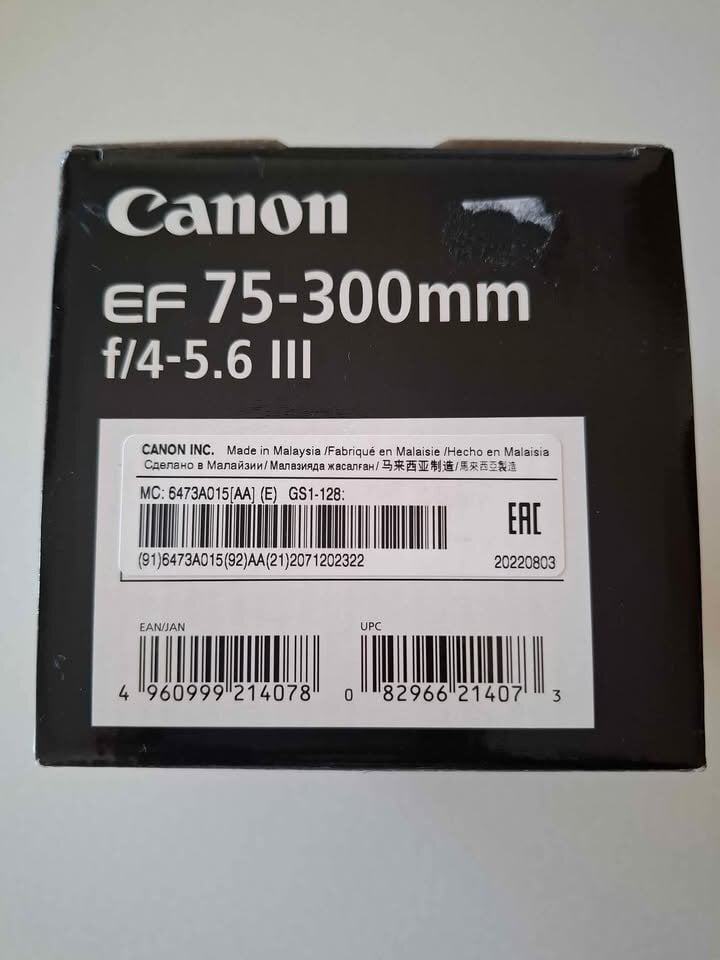 Canon
EF 75-300mm
f/4-5.6 III
CANON INC. Made in Malaysia /Fabriqué en Malaisie /Hecho en Malaisia
Сделано в Малайзии/ Малазияда жасалған/ 马来西亚制造/馬來西亞製造
MC: 6473A015[AA] (E) GS1-128:
EAC
(91)6473A015(92)AA(21)2071202322
20220803
EAN/JAN
UPC
4 960999 214078
0 82966 21407 3